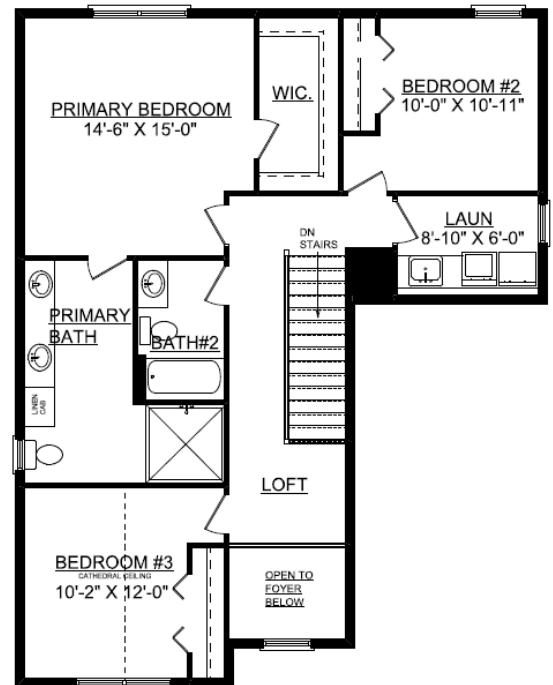 PRIMARY BEDROOM
14'-6" X 15'-0"
WIC.
BEDROOM #2
10'-0" X 10'-11"
LAUN
8'-10" X 6'-0"
DN
STAIRS
PRIMARY
BATH
BATH#2
LINEN
CAB
LOFT
BEDROOM #3
CATHEDRAL CEILING
10'-2" X 12'-0"
OPEN TO
FOYER
BELOW